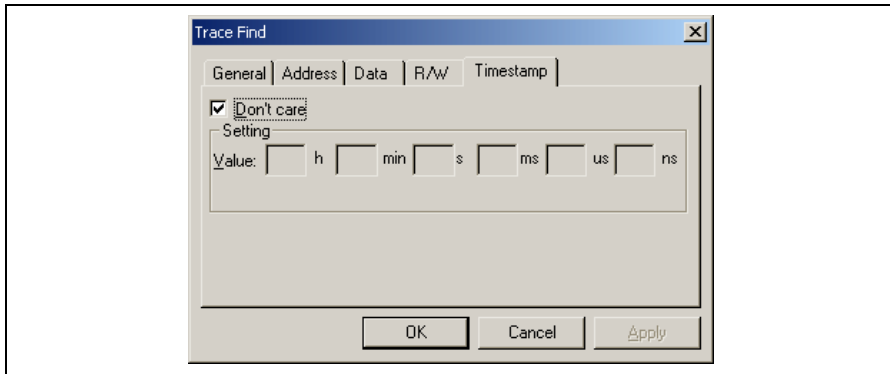 Trace Find
General Address Data R/W Timestamp
Don't care
Setting
Value: h min s ms us ns
OK Cancel Apply